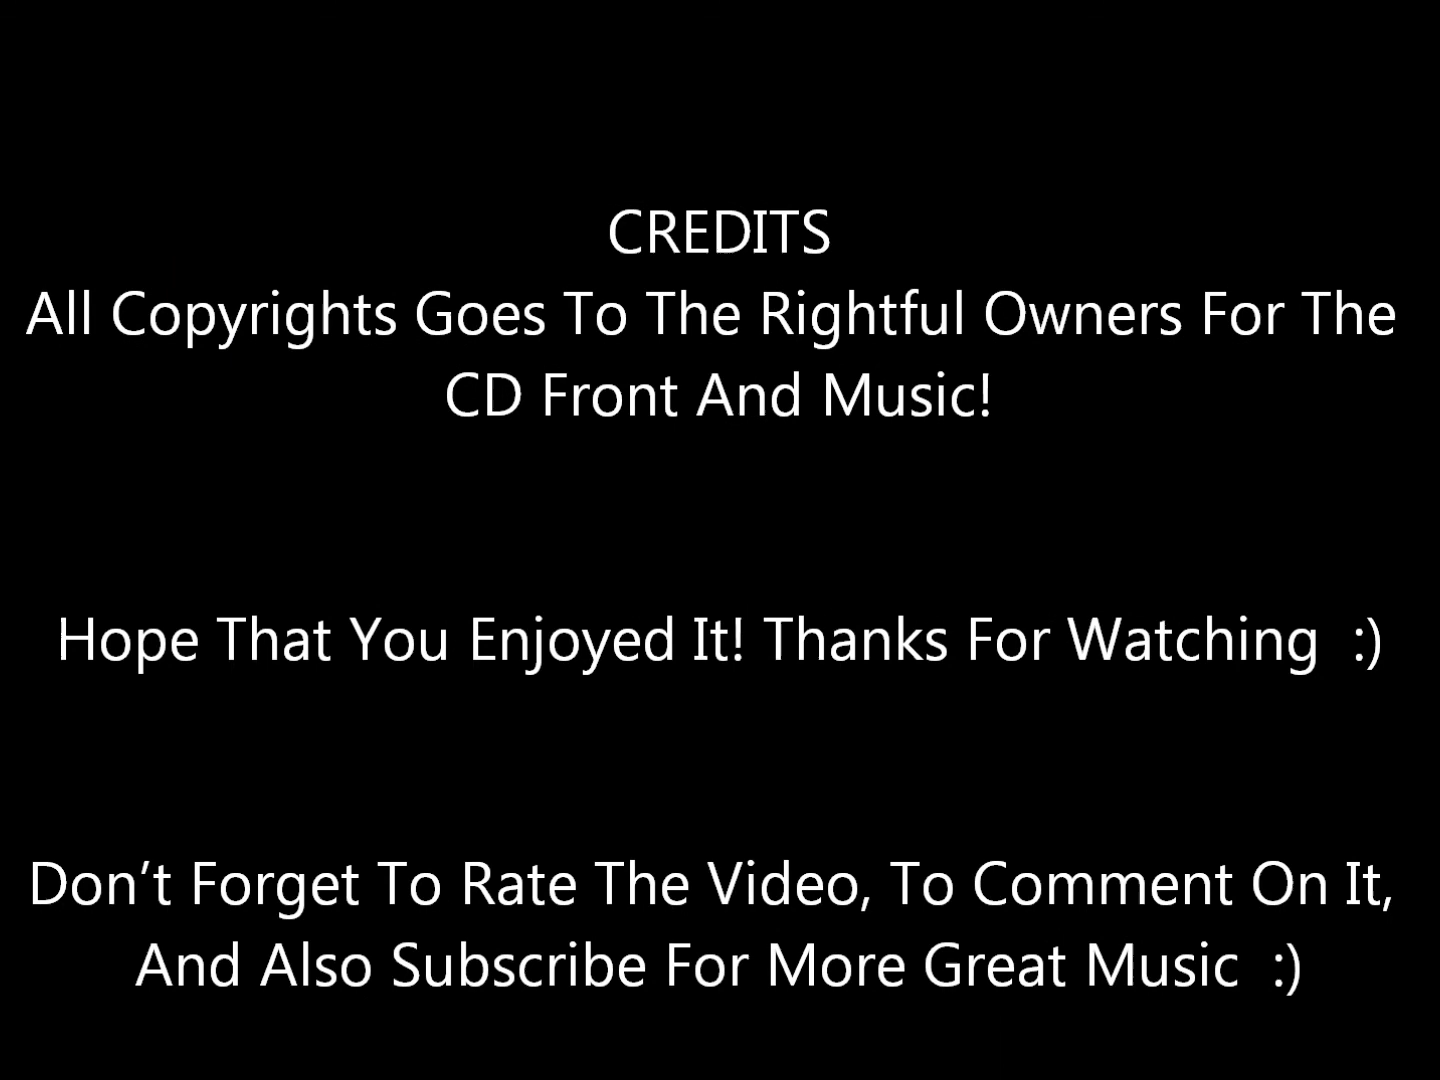 CREDITS
All Copyrights Goes To The Rightful Owners For The
CD Front And Music!
Hope That You Enjoyed It! Thanks For Watching  :)
Don’t Forget To Rate The Video, To Comment On It,
And Also Subscribe For More Great Music  :)